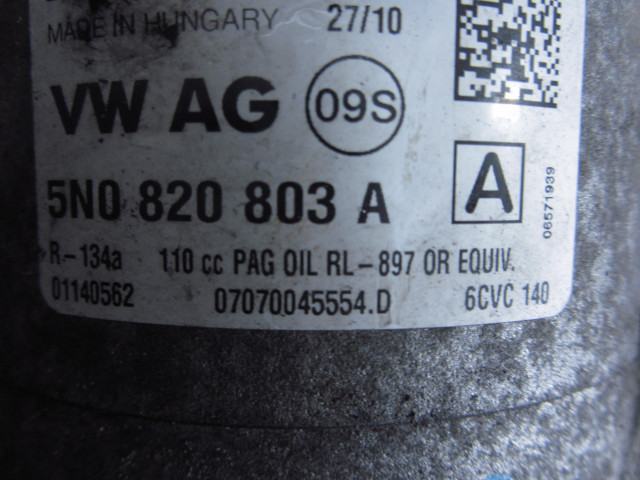 MADE IN HUNGARY 27/10
VW AG 09S
5N0 820 803 A A
06571939
R-134a 110 cc PAG OIL RL-897 OR EQUIV.
01140562 07070045554.D 6CVC 140